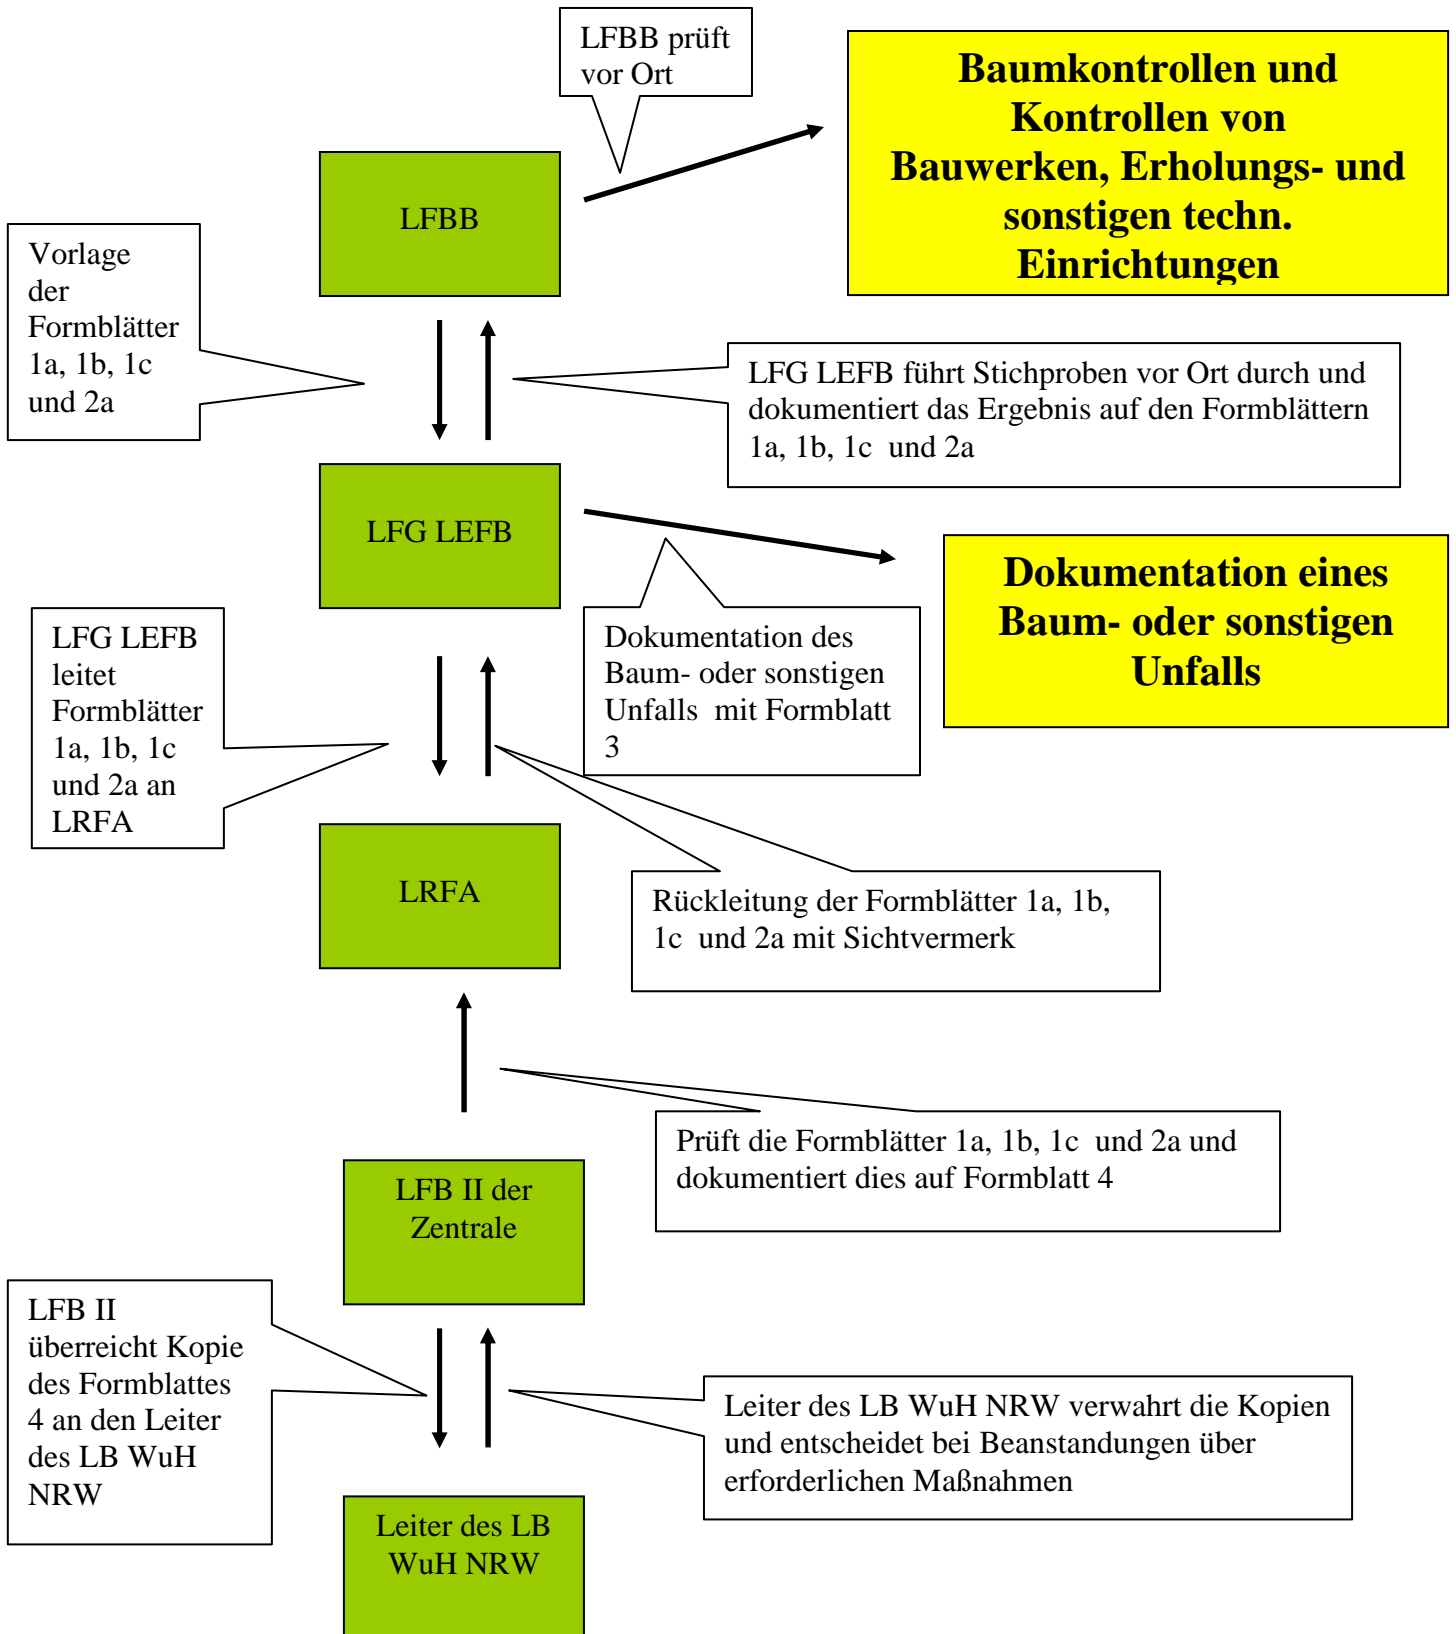 LFBB prüft
vor Ort
Baumkontrollen und
Kontrollen von
Bauwerken, Erholungs- und
sonstigen techn.
Einrichtungen
LFBB
Vorlage
der
Formblätter
1a, 1b, 1c
und 2a
LFG LEFB führt Stichproben vor Ort durch und
dokumentiert das Ergebnis auf den Formblättern
1a, 1b, 1c und 2a
LFG LEFB
Dokumentation eines
Baum- oder sonstigen
Unfalls
LFG LEFB
leitet
Formblätter
1a, 1b, 1c
und 2a an
LRFA
Dokumentation des
Baum- oder sonstigen
Unfalls mit Formblatt
3
LRFA
Rückleitung der Formblätter 1a, 1b,
1c und 2a mit Sichtvermerk
Prüft die Formblätter 1a, 1b, 1c und 2a und
dokumentiert dies auf Formblatt 4
LFB II der
Zentrale
LFB II
überreicht Kopie
des Formblattes
4 an den Leiter
des LB WuH
NRW
Leiter des LB WuH NRW verwahrt die Kopien
und entscheidet bei Beanstandungen über
erforderlichen Maßnahmen
Leiter des LB
WuH NRW